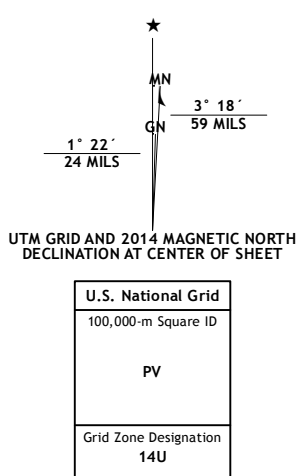 ★
MN
3° 18´
59 MILS
GN
1° 22´
24 MILS
UTM GRID AND 2014 MAGNETIC NORTH
DECLINATION AT CENTER OF SHEET
U.S. National Grid
100,000-m Square ID
PV
Grid Zone Designation
14U